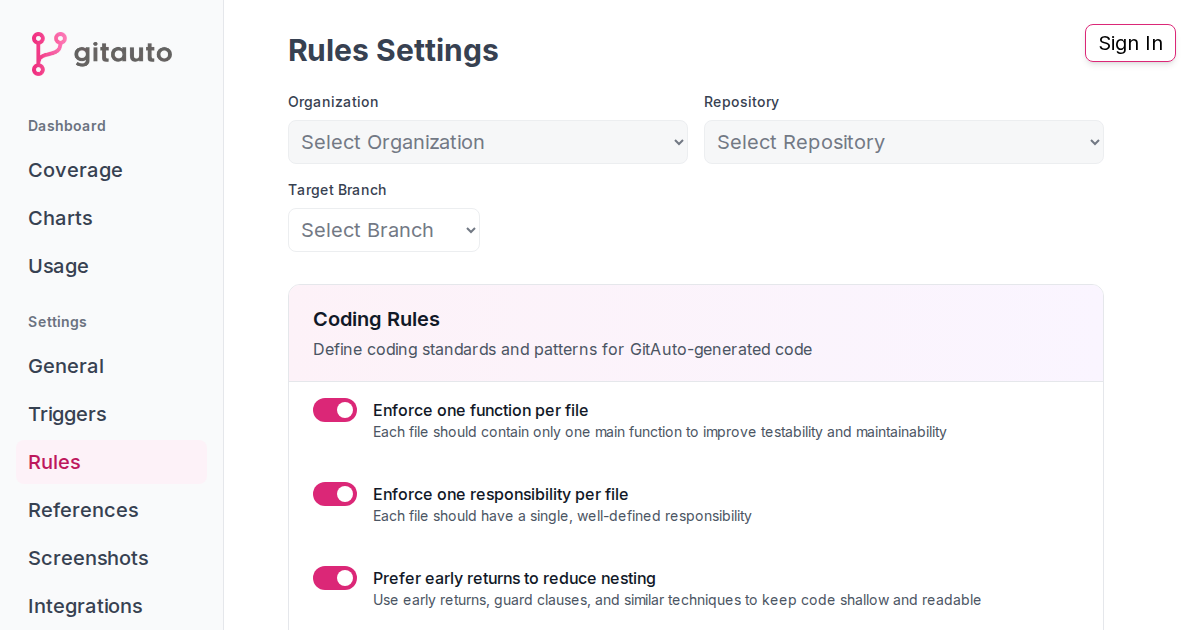 gitauto
Dashboard
Coverage
Charts
Usage
Settings
General
Triggers
Rules
References
Screenshots
Integrations
Rules Settings
Sign In
Organization
Repository
Select Organization
Select Repository
Target Branch
Select Branch
Coding Rules
Define coding standards and patterns for GitAuto-generated code
Enforce one function per file
Each file should contain only one main function to improve testability and maintainability
Enforce one responsibility per file
Each file should have a single, well-defined responsibility
Prefer early returns to reduce nesting
Use early returns, guard clauses, and similar techniques to keep code shallow and readable